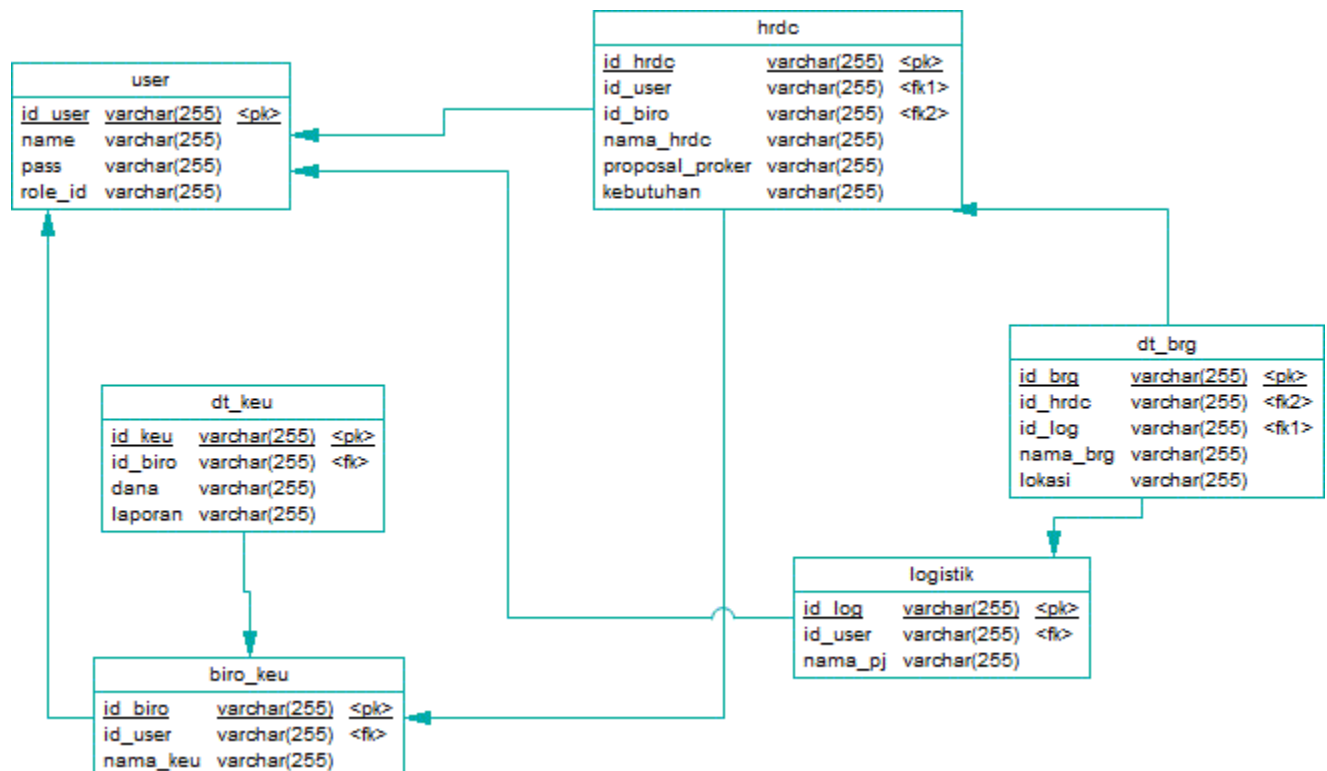 user
id_user varchar(255) <pk>
name varchar(255)
pass varchar(255)
role_id varchar(255)
hrdc
id_hrdc varchar(255) <pk>
id_user varchar(255) <fk1>
id_biro varchar(255) <fk2>
nama_hrdc varchar(255)
proposal_proker varchar(255)
kebutuhan varchar(255)
dt_brg
id_brg varchar(255) <pk>
id_hrdc varchar(255) <fk2>
id_log varchar(255) <fk1>
nama_brg varchar(255)
lokasi varchar(255)
dt_keu
id_keu varchar(255) <pk>
id_biro varchar(255) <fk>
dana varchar(255)
laporan varchar(255)
logistik
id_log varchar(255) <pk>
id_user varchar(255) <fk>
nama_pj varchar(255)
biro_keu
id_biro varchar(255) <pk>
id_user varchar(255) <fk>
nama_keu varchar(255)